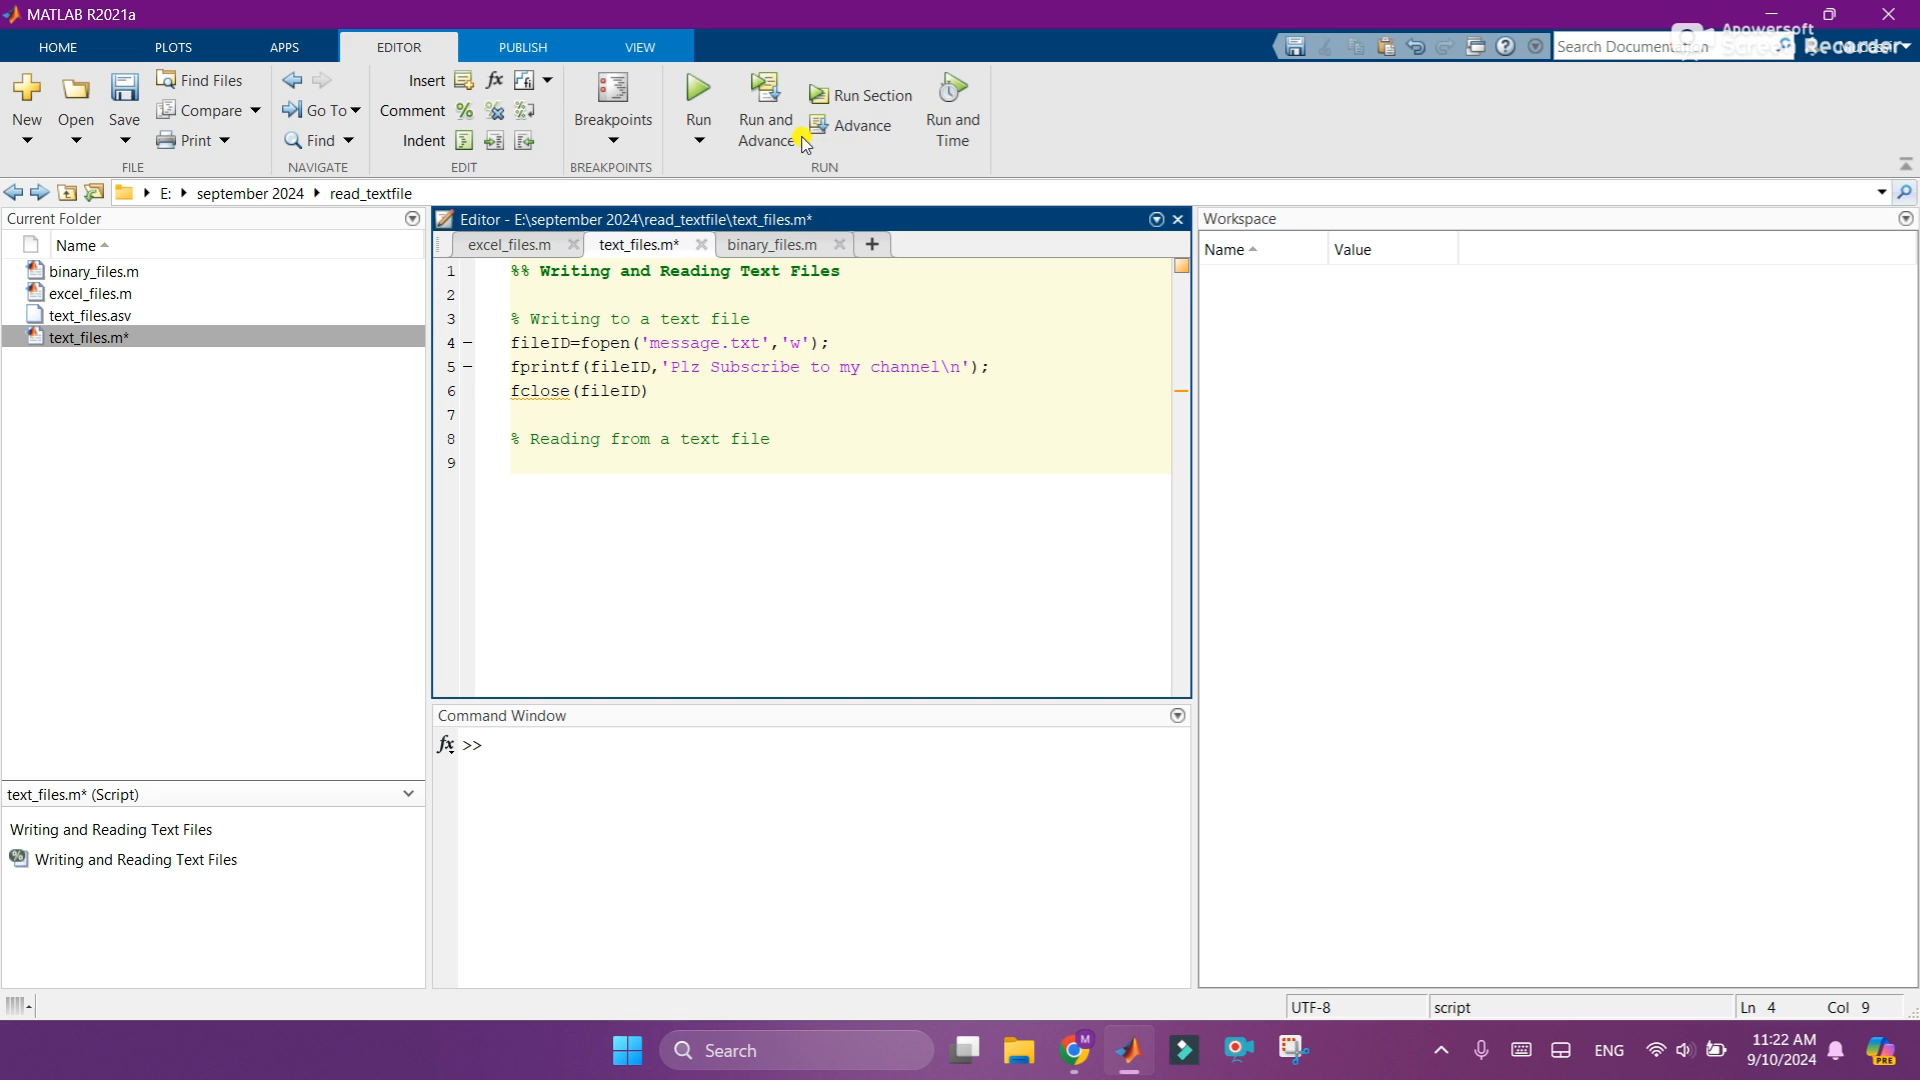 MATLAB R2021a
Apowersoft
Screen Recorder
HOME PLOTS APPS EDITOR PUBLISH VIEW
Search Documentation
New Open Save
Find Files
Compare
Print
FILE
Go To
Find
NAVIGATE
Insert fx
Comment
Indent
EDIT
Breakpoints
BREAKPOINTS
Run
Run and Advance
Run Section
Advance
Run and Time
RUN
E: september 2024 read_textfile
Current Folder
Name
binary_files.m
excel_files.m
text_files.asv
text_files.m*
text_files.m* (Script)
Writing and Reading Text Files
Writing and Reading Text Files
Editor - E:\september 2024\read_textfile\text_files.m*
excel_files.m text_files.m* binary_files.m +
1 %% Writing and Reading Text Files
2
3 % Writing to a text file
4 – fileID=fopen('message.txt','w');
5 – fprintf(fileID,'Plz Subscribe to my channel\n');
6 fclose(fileID)
7
8 % Reading from a text file
9
Command Window
fx >>
Workspace
Name Value
UTF-8 script Ln 4 Col 9
Search
ENG
11:22 AM
9/10/2024
PRE